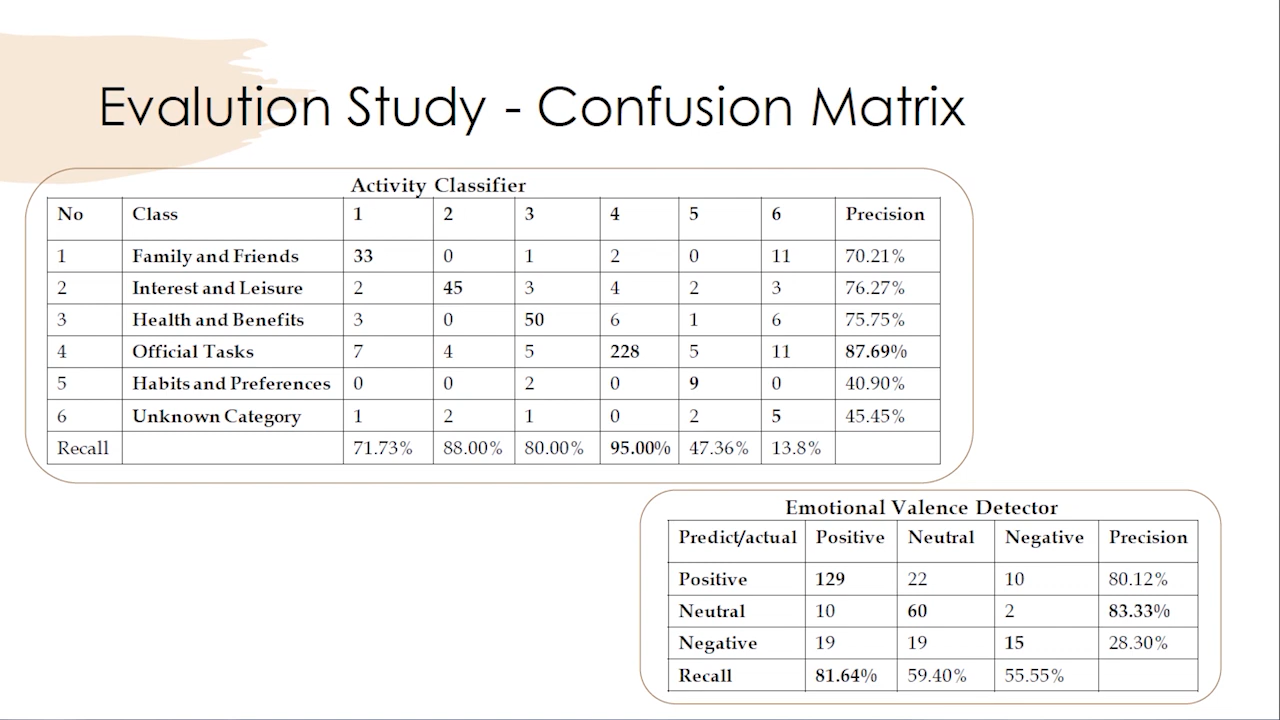 Evalution Study - Confusion Matrix
Activity Classifier
No Class 1 2 3 4 5 6 Precision
1 Family and Friends 33 0 1 2 0 11 70.21%
2 Interest and Leisure 2 45 3 4 2 3 76.27%
3 Health and Benefits 3 0 50 6 1 6 75.75%
4 Official Tasks 7 4 5 228 5 11 87.69%
5 Habits and Preferences 0 0 2 0 9 0 40.90%
6 Unknown Category 1 2 1 0 2 5 45.45%
Recall 71.73% 88.00% 80.00% 95.00% 47.36% 13.8%
Emotional Valence Detector
Predict/actual Positive Neutral Negative Precision
Positive 129 22 10 80.12%
Neutral 10 60 2 83.33%
Negative 19 19 15 28.30%
Recall 81.64% 59.40% 55.55%